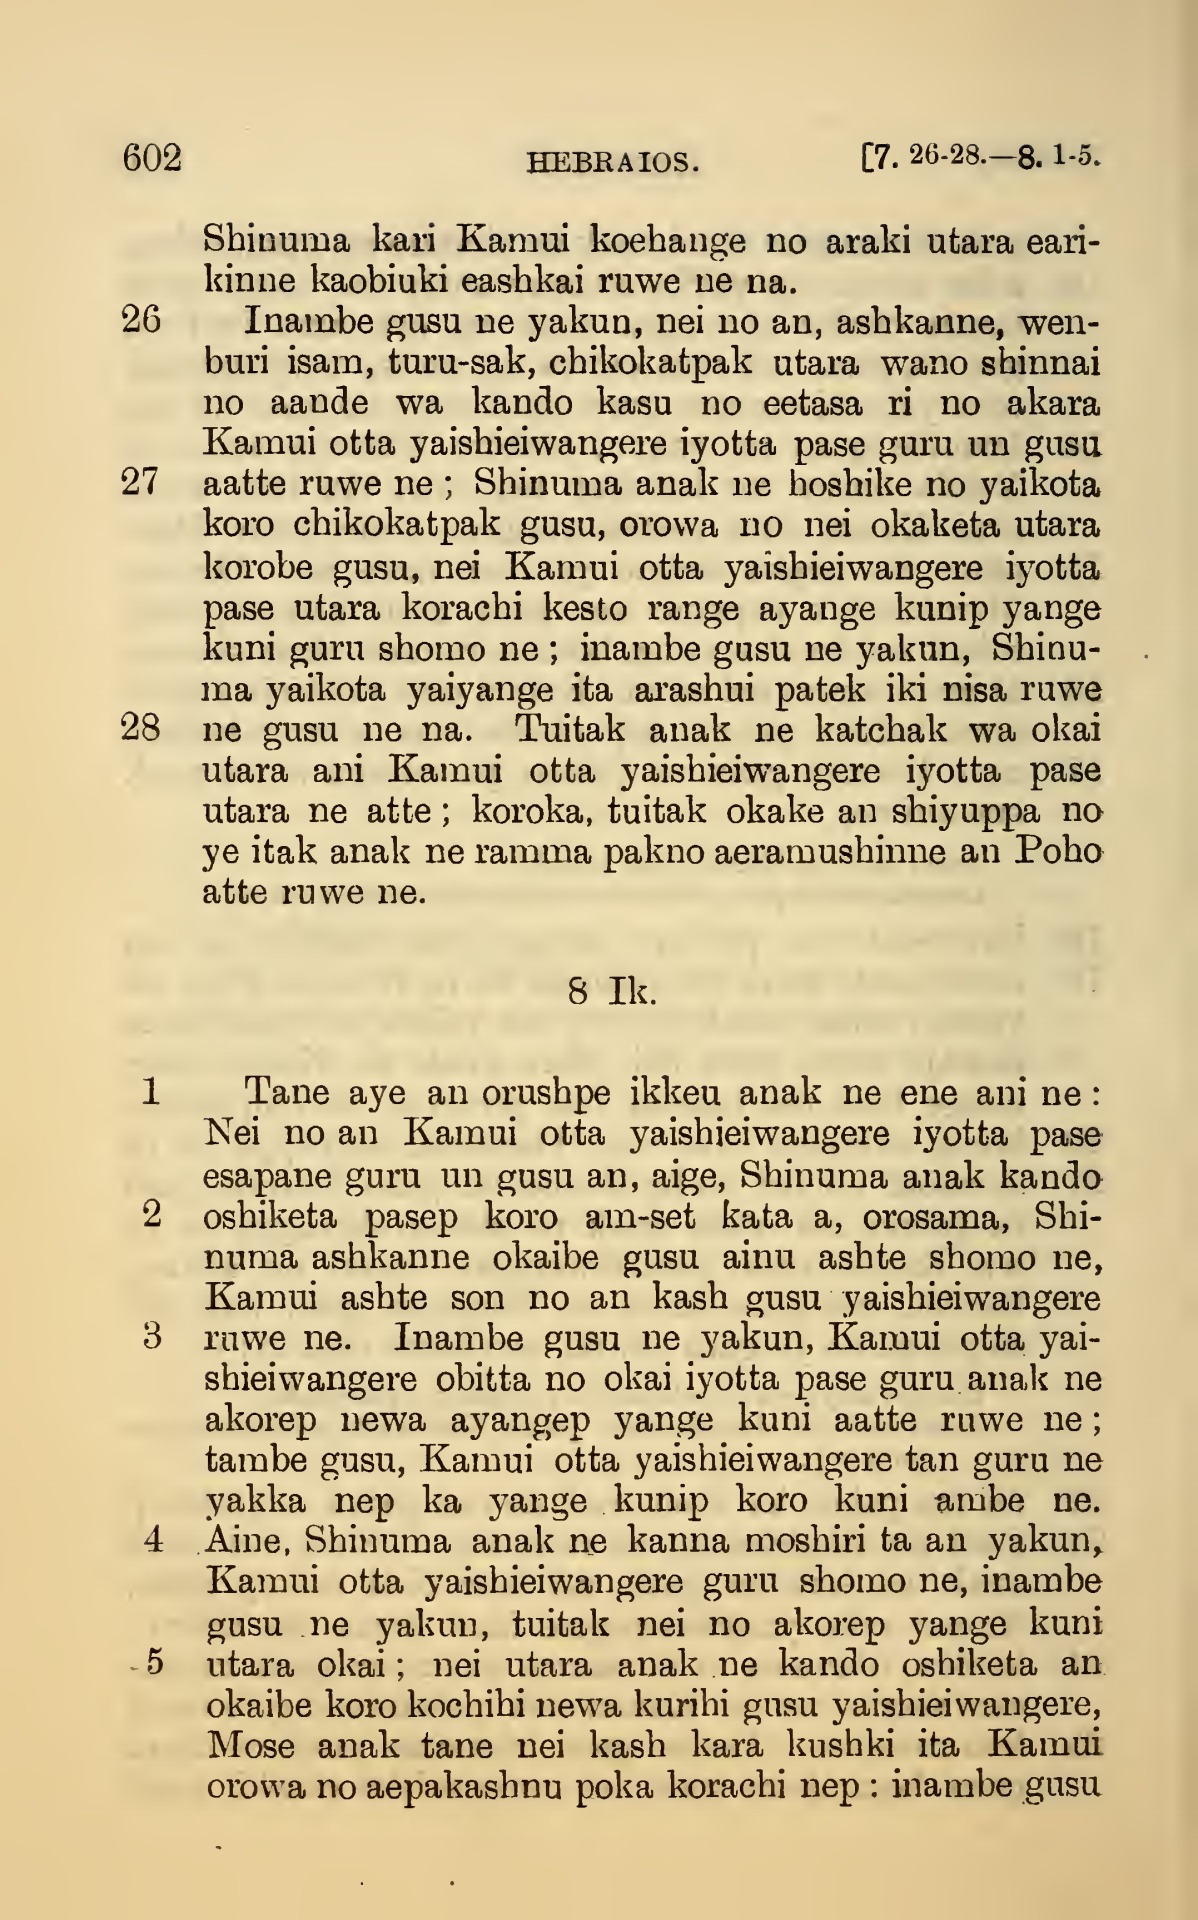 602 HEBRAIOS. [7. 26-28.—8. 1-5.
Shinuma kari Kamui koehange no araki utara eari-
kinne kaobiuki eashkai ruwe ne na.
26 Inambe gusu ne yakun, nei no an, ashkanne, wen-
buri isam, turu-sak, chikokatpak utara wano shinnai
no aande wa kando kasu no eetasa ri no akara
Kamui otta yaishieiwangere iyotta pase guru un gusu
27 aatte ruwe ne ; Shinuma anak ne hoshike no yaikota
koro chikokatpak gusu, orowa no nei okaketa utara
korobe gusu, nei Kamui otta yaishieiwangere iyotta
pase utara korachi kesto range ayange kunip yange
kuni guru shomo ne ; inambe gusu ne yakun, Shinu-
ma yaikota yaiyange ita arashui patek iki nisa ruwe
28 ne gusu ne na. Tuitak anak ne katchak wa okai
utara ani Kamui otta yaishieiwangere iyotta pase
utara ne atte ; koroka, tuitak okake an shiyuppa no
ye itak anak ne ramma pakno aeramushinne an Poho
atte ruwe ne.
8 Ik.
1 Tane aye an orushpe ikkeu anak ne ene ani ne :
Nei no an Kamui otta yaishieiwangere iyotta pase
esapane guru un gusu an, aige, Shinuma anak kando
2 oshiketa pasep koro am-set kata a, orosama, Shi-
numa ashkanne okaibe gusu ainu ashte shomo ne,
Kamui ashte son no an kash gusu yaishieiwangere
3 ruwe ne. Inambe gusu ne yakun, Kamui otta yai-
shieiwangere obitta no okai iyotta pase guru anak ne
akorep newa ayangep yange kuni aatte ruwe ne ;
tambe gusu, Kamui otta yaishieiwangere tan guru ne
yakka nep ka yange kunip koro kuni ambe ne.
4 Aine, Shinuma anak ne kanna moshiri ta an yakun,
Kamui otta yaishieiwangere guru shomo ne, inambe
gusu ne yakun, tuitak nei no akorep yange kuni
5 utara okai ; nei utara anak ne kando oshiketa an
okaibe koro kochihi newa kurihi gusu yaishieiwangere,
Mose anak tane nei kash kara kushki ita Kamui
orowa no aepakashnu poka korachi nep : inambe gusu